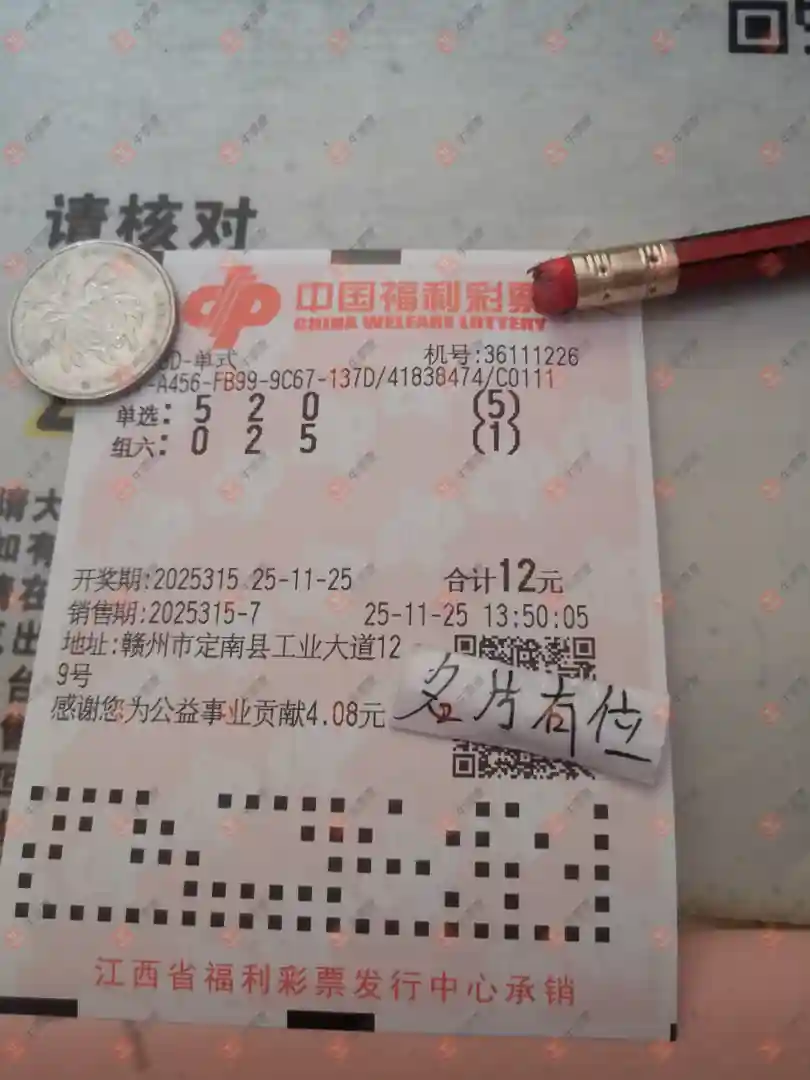 请核对
中国福利彩票
CHINA WELFARE LOTTERY
D-单式 机号:36111226
-A456-FB99-9C67-137D/41838474/C0111
单选: 5 2 0 (5)
组六: 0 2 5 (1)
开奖期:2025315 25-11-25 合计12元
销售期:2025315-7 25-11-25 13:50:05
地址:赣州市定南县工业大道12
9号
感谢您为公益事业贡献4.08元
名片有位
江西省福利彩票发行中心承销